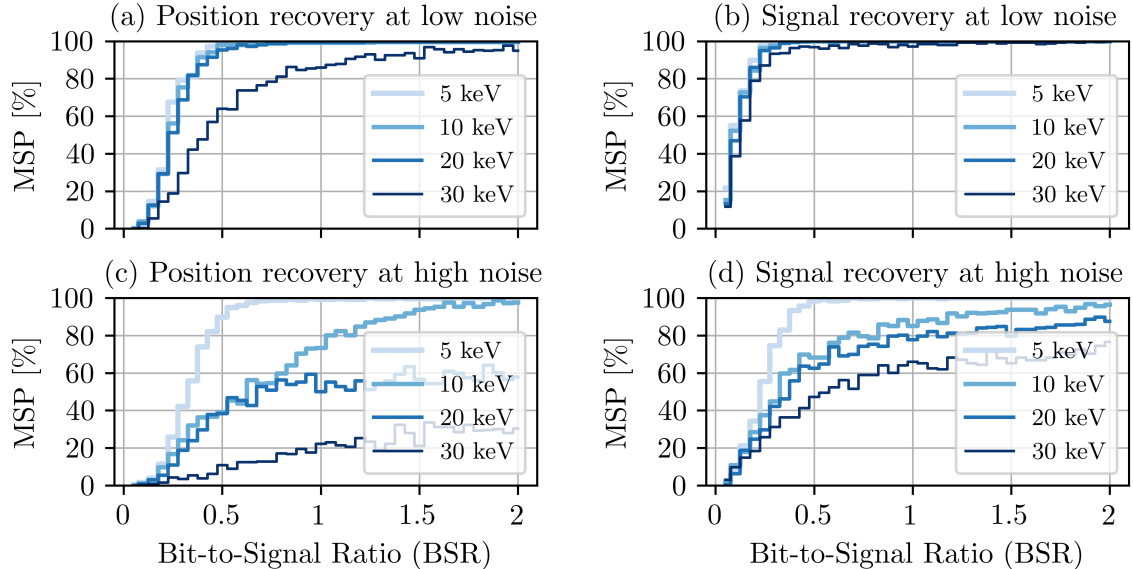 (a) Position recovery at low noise
MSP [%]
100
80
60
40
20
0
5 keV
10 keV
20 keV
30 keV
(b) Signal recovery at low noise
MSP [%]
100
80
60
40
20
0
5 keV
10 keV
20 keV
30 keV
(c) Position recovery at high noise
MSP [%]
100
80
60
40
20
0
5 keV
10 keV
20 keV
30 keV
0 0.5 1 1.5 2
Bit-to-Signal Ratio (BSR)
(d) Signal recovery at high noise
MSP [%]
100
80
60
40
20
0
5 keV
10 keV
20 keV
30 keV
0 0.5 1 1.5 2
Bit-to-Signal Ratio (BSR)